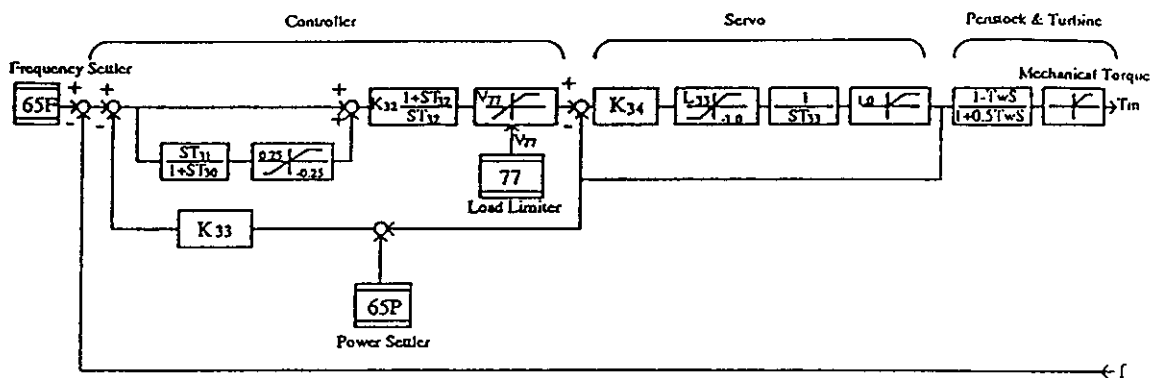 Controller
Servo
Penstock & Turbine
Frequency Setter
Mechanical Torque
65F
+
-
+
-
+
+
K32 1+ST32
ST32
V77
+
-
K34
-1.0
1
ST33
1.0
1-TwS
1+0.5TwS
Tm
ST31
1+ST30
0.25
-0.25
V77
77
Load Limiter
K33
65P
Power Setter
f